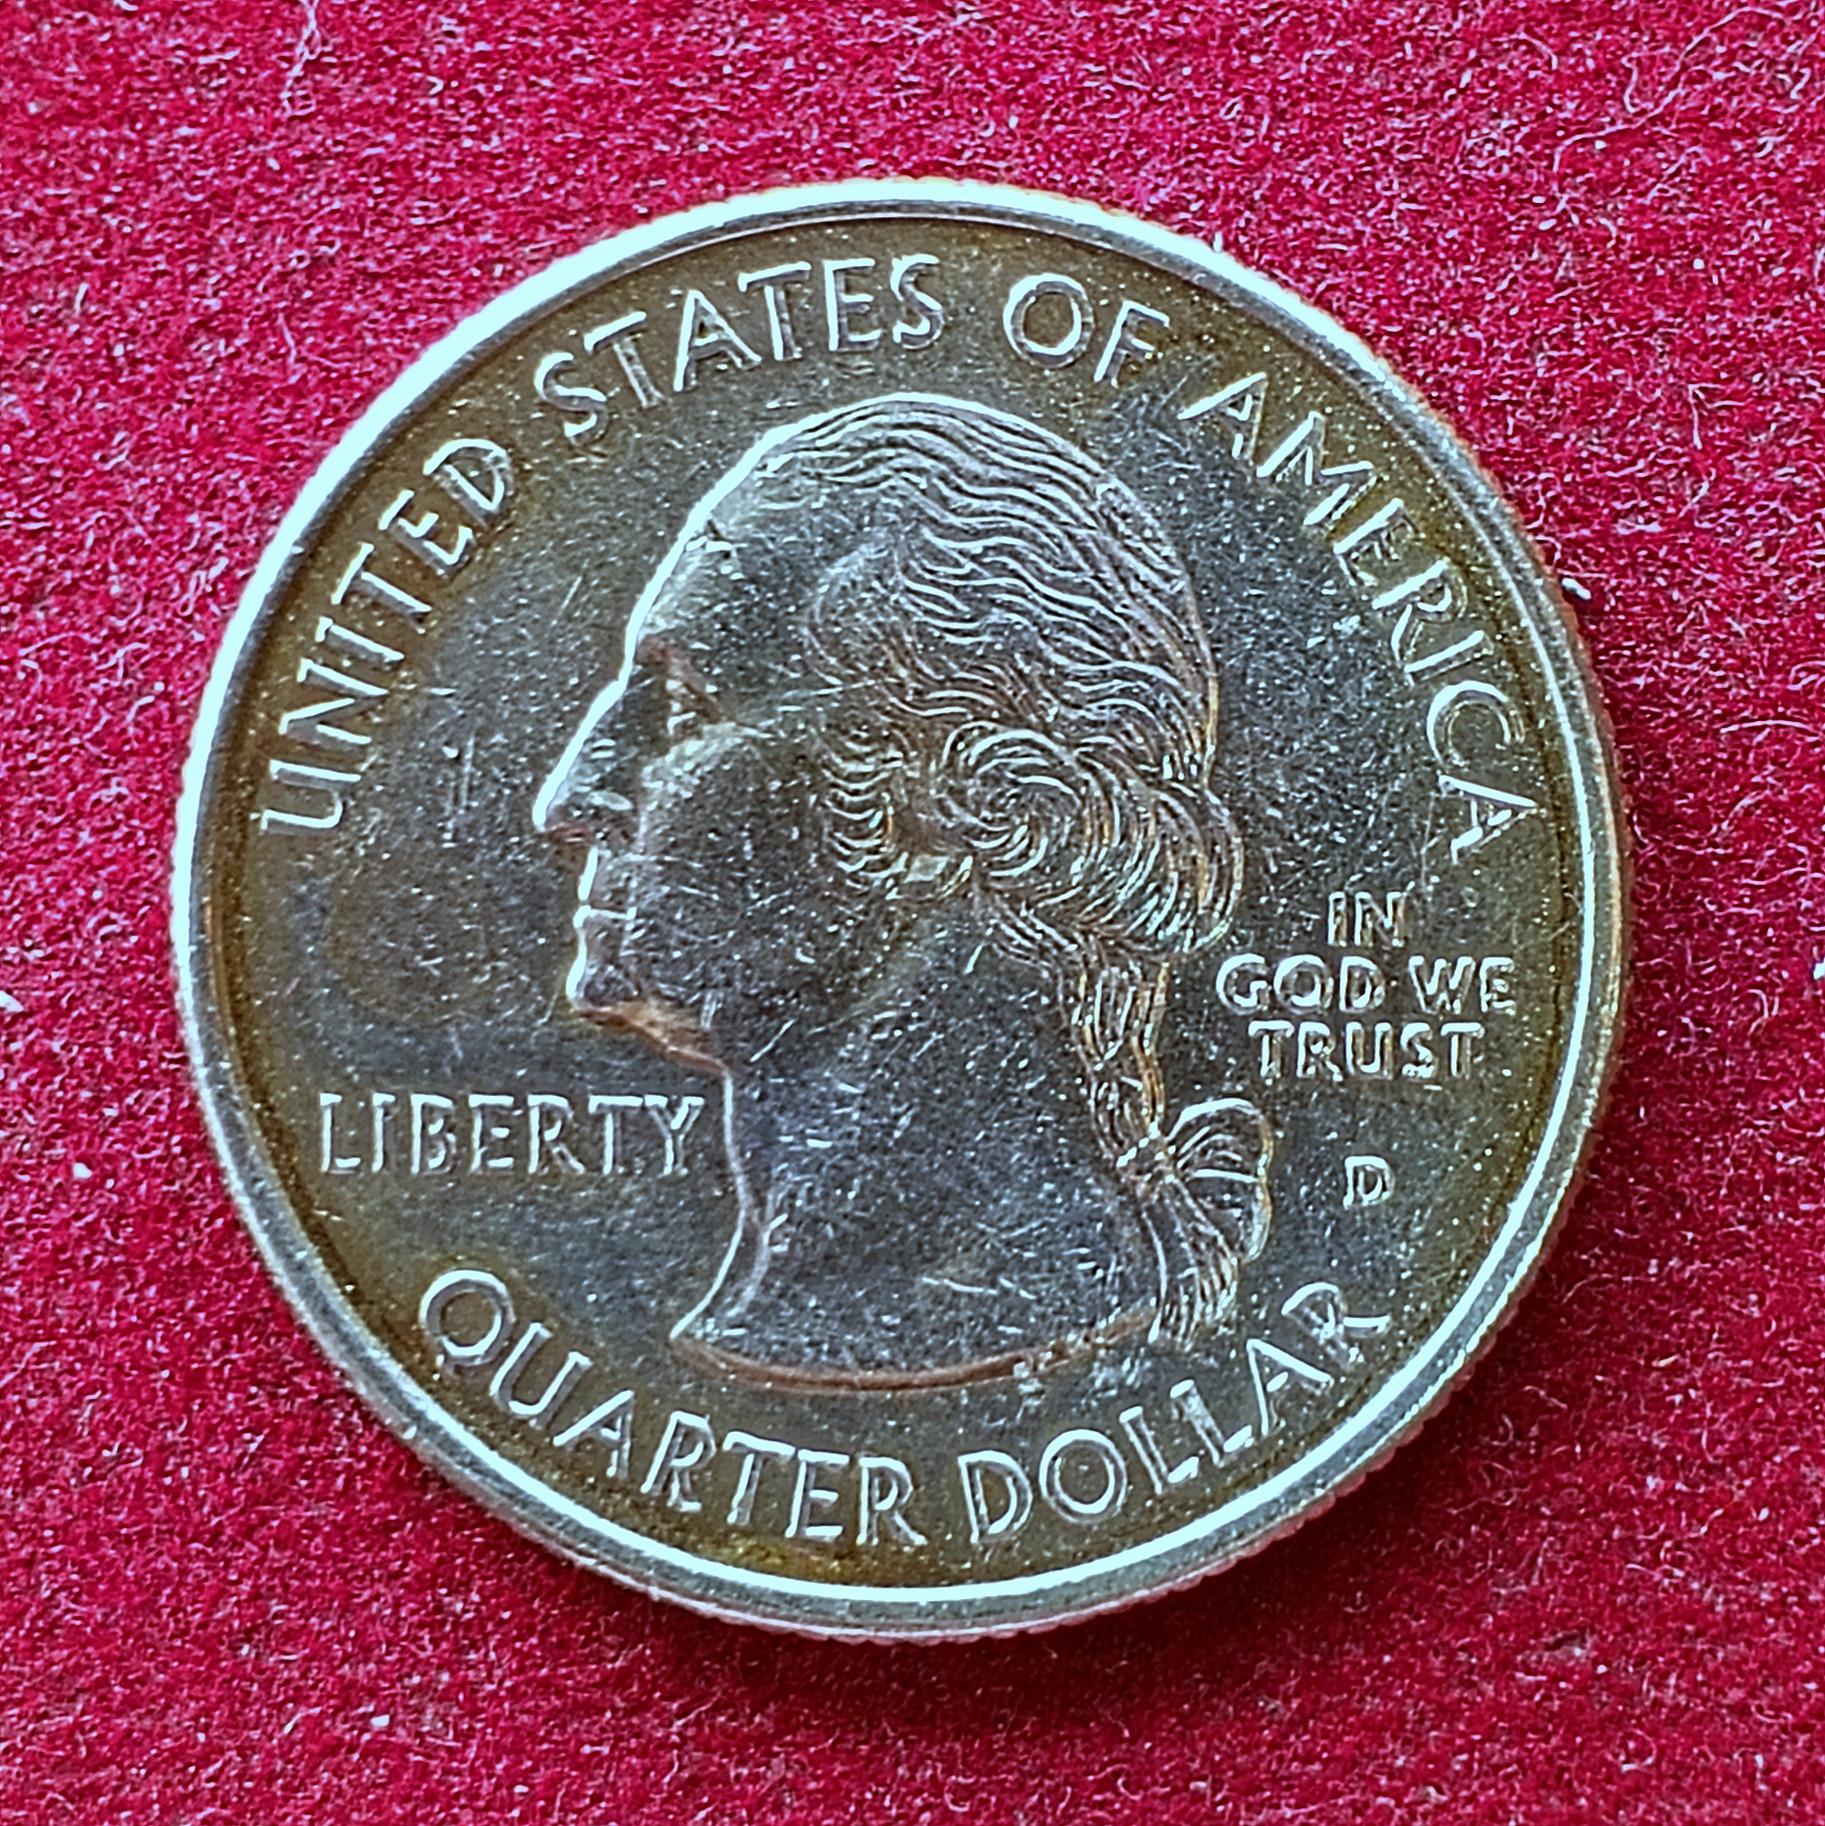 UNITED STATES OF AMERICA
IN
GOD WE
TRUST
LIBERTY
D
QUARTER DOLLAR